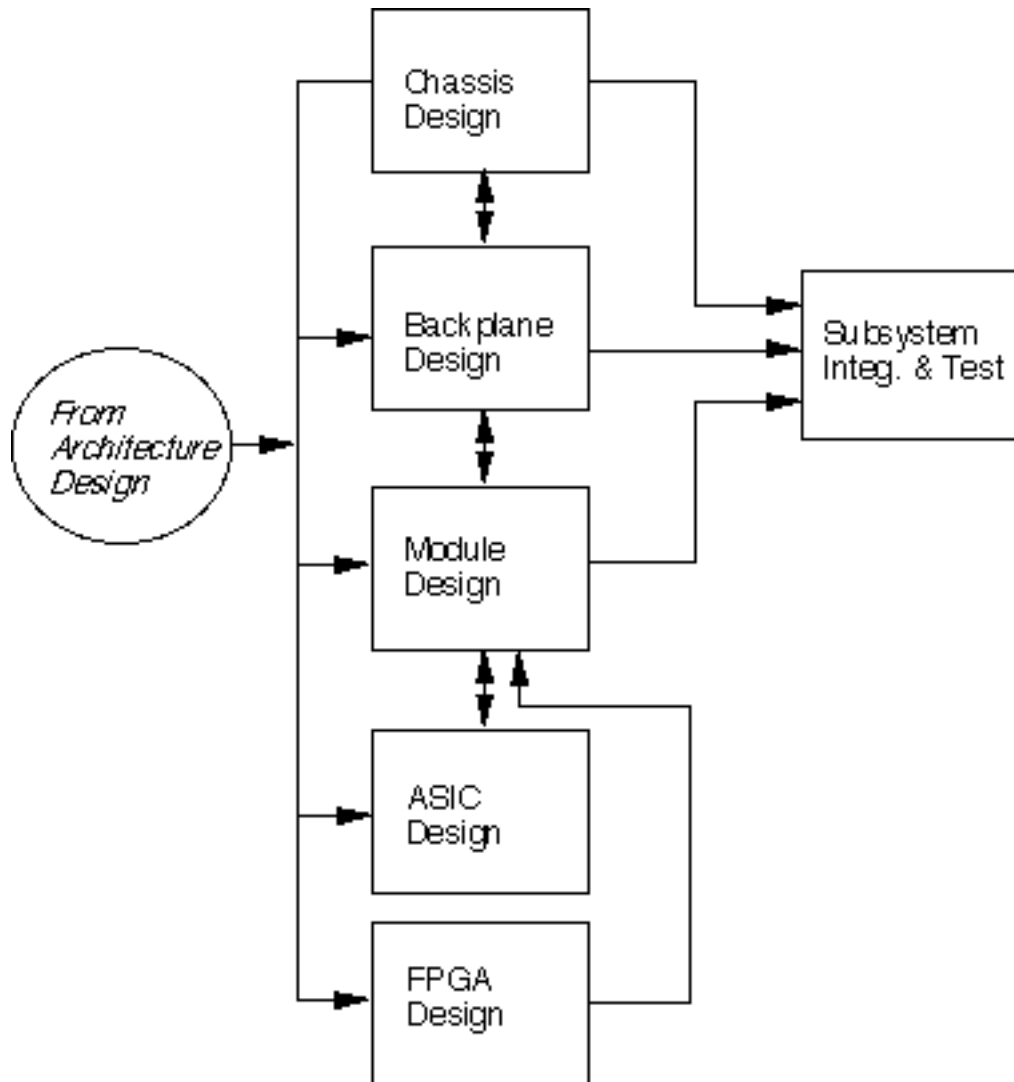 Chassis
Design
Backplane
Design
Subsystem
Integ. & Test
From
Architecture
Design
Module
Design
ASIC
Design
FPGA
Design